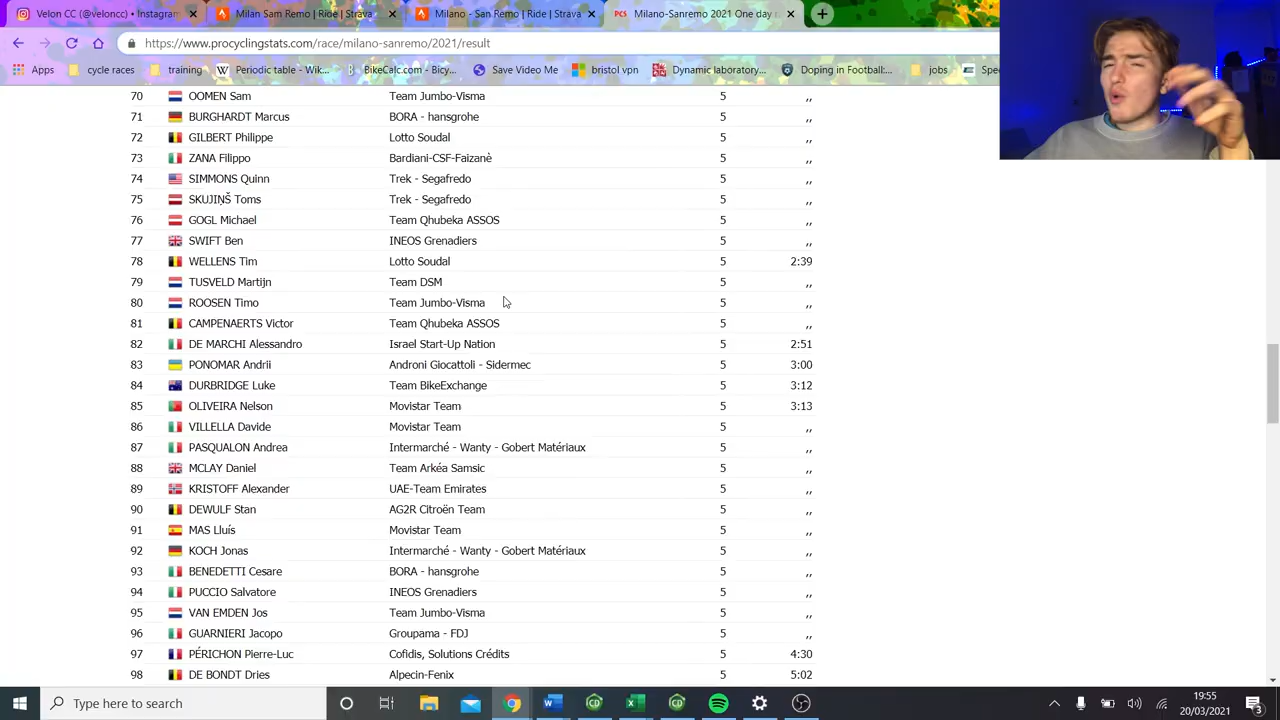 Velon CC (@veloncc) • Instagram
Milano - San Remo | Ride | Strava
Milano - San Remo | Ride | Strava
Milano-Sanremo 2021 One day r
https://www.procyclingstats.com/race/milano-sanremo/2021/result
Apps cycle races training Immutable - Wik... BikeCalc.com - Bicy... Save Video Me bristol vpn Dynamic laboratory... Doping in Football:... jobs
70 OOMEN Sam Team Jumbo-Visma 5 ,,
71 BURGHARDT Marcus BORA - hansgrohe 5 ,,
72 GILBERT Philippe Lotto Soudal 5 ,,
73 ZANA Filippo Bardiani-CSF-Faizanè 5 ,,
74 SIMMONS Quinn Trek - Segafredo 5 ,,
75 SKUJIŅŠ Toms Trek - Segafredo 5 ,,
76 GOGL Michael Team Qhubeka ASSOS 5 ,,
77 SWIFT Ben INEOS Grenadiers 5 ,,
78 WELLENS Tim Lotto Soudal 5 2:39
79 TUSVELD Martijn Team DSM 5 ,,
80 ROOSEN Timo Team Jumbo-Visma 5 ,,
81 CAMPENAERTS Victor Team Qhubeka ASSOS 5 ,,
82 DE MARCHI Alessandro Israel Start-Up Nation 5 2:51
83 PONOMAR Andrii Androni Giocattoli - Sidermec 5 3:00
84 DURBRIDGE Luke Team BikeExchange 5 3:12
85 OLIVEIRA Nelson Movistar Team 5 3:13
86 VILLELLA Davide Movistar Team 5 ,,
87 PASQUALON Andrea Intermarché - Wanty - Gobert Matériaux 5 ,,
88 MCLAY Daniel Team Arkéa Samsic 5 ,,
89 KRISTOFF Alexander UAE-Team Emirates 5 ,,
90 DEWULF Stan AG2R Citroën Team 5 ,,
91 MAS Lluís Movistar Team 5 ,,
92 KOCH Jonas Intermarché - Wanty - Gobert Matériaux 5 ,,
93 BENEDETTI Cesare BORA - hansgrohe 5 ,,
94 PUCCIO Salvatore INEOS Grenadiers 5 ,,
95 VAN EMDEN Jos Team Jumbo-Visma 5 ,,
96 GUARNIERI Jacopo Groupama - FDJ 5 ,,
97 PÉRICHON Pierre-Luc Cofidis, Solutions Crédits 5 4:30
98 DE BONDT Dries Alpecin-Fenix 5 5:02
Type here to search
19:55
20/03/2021